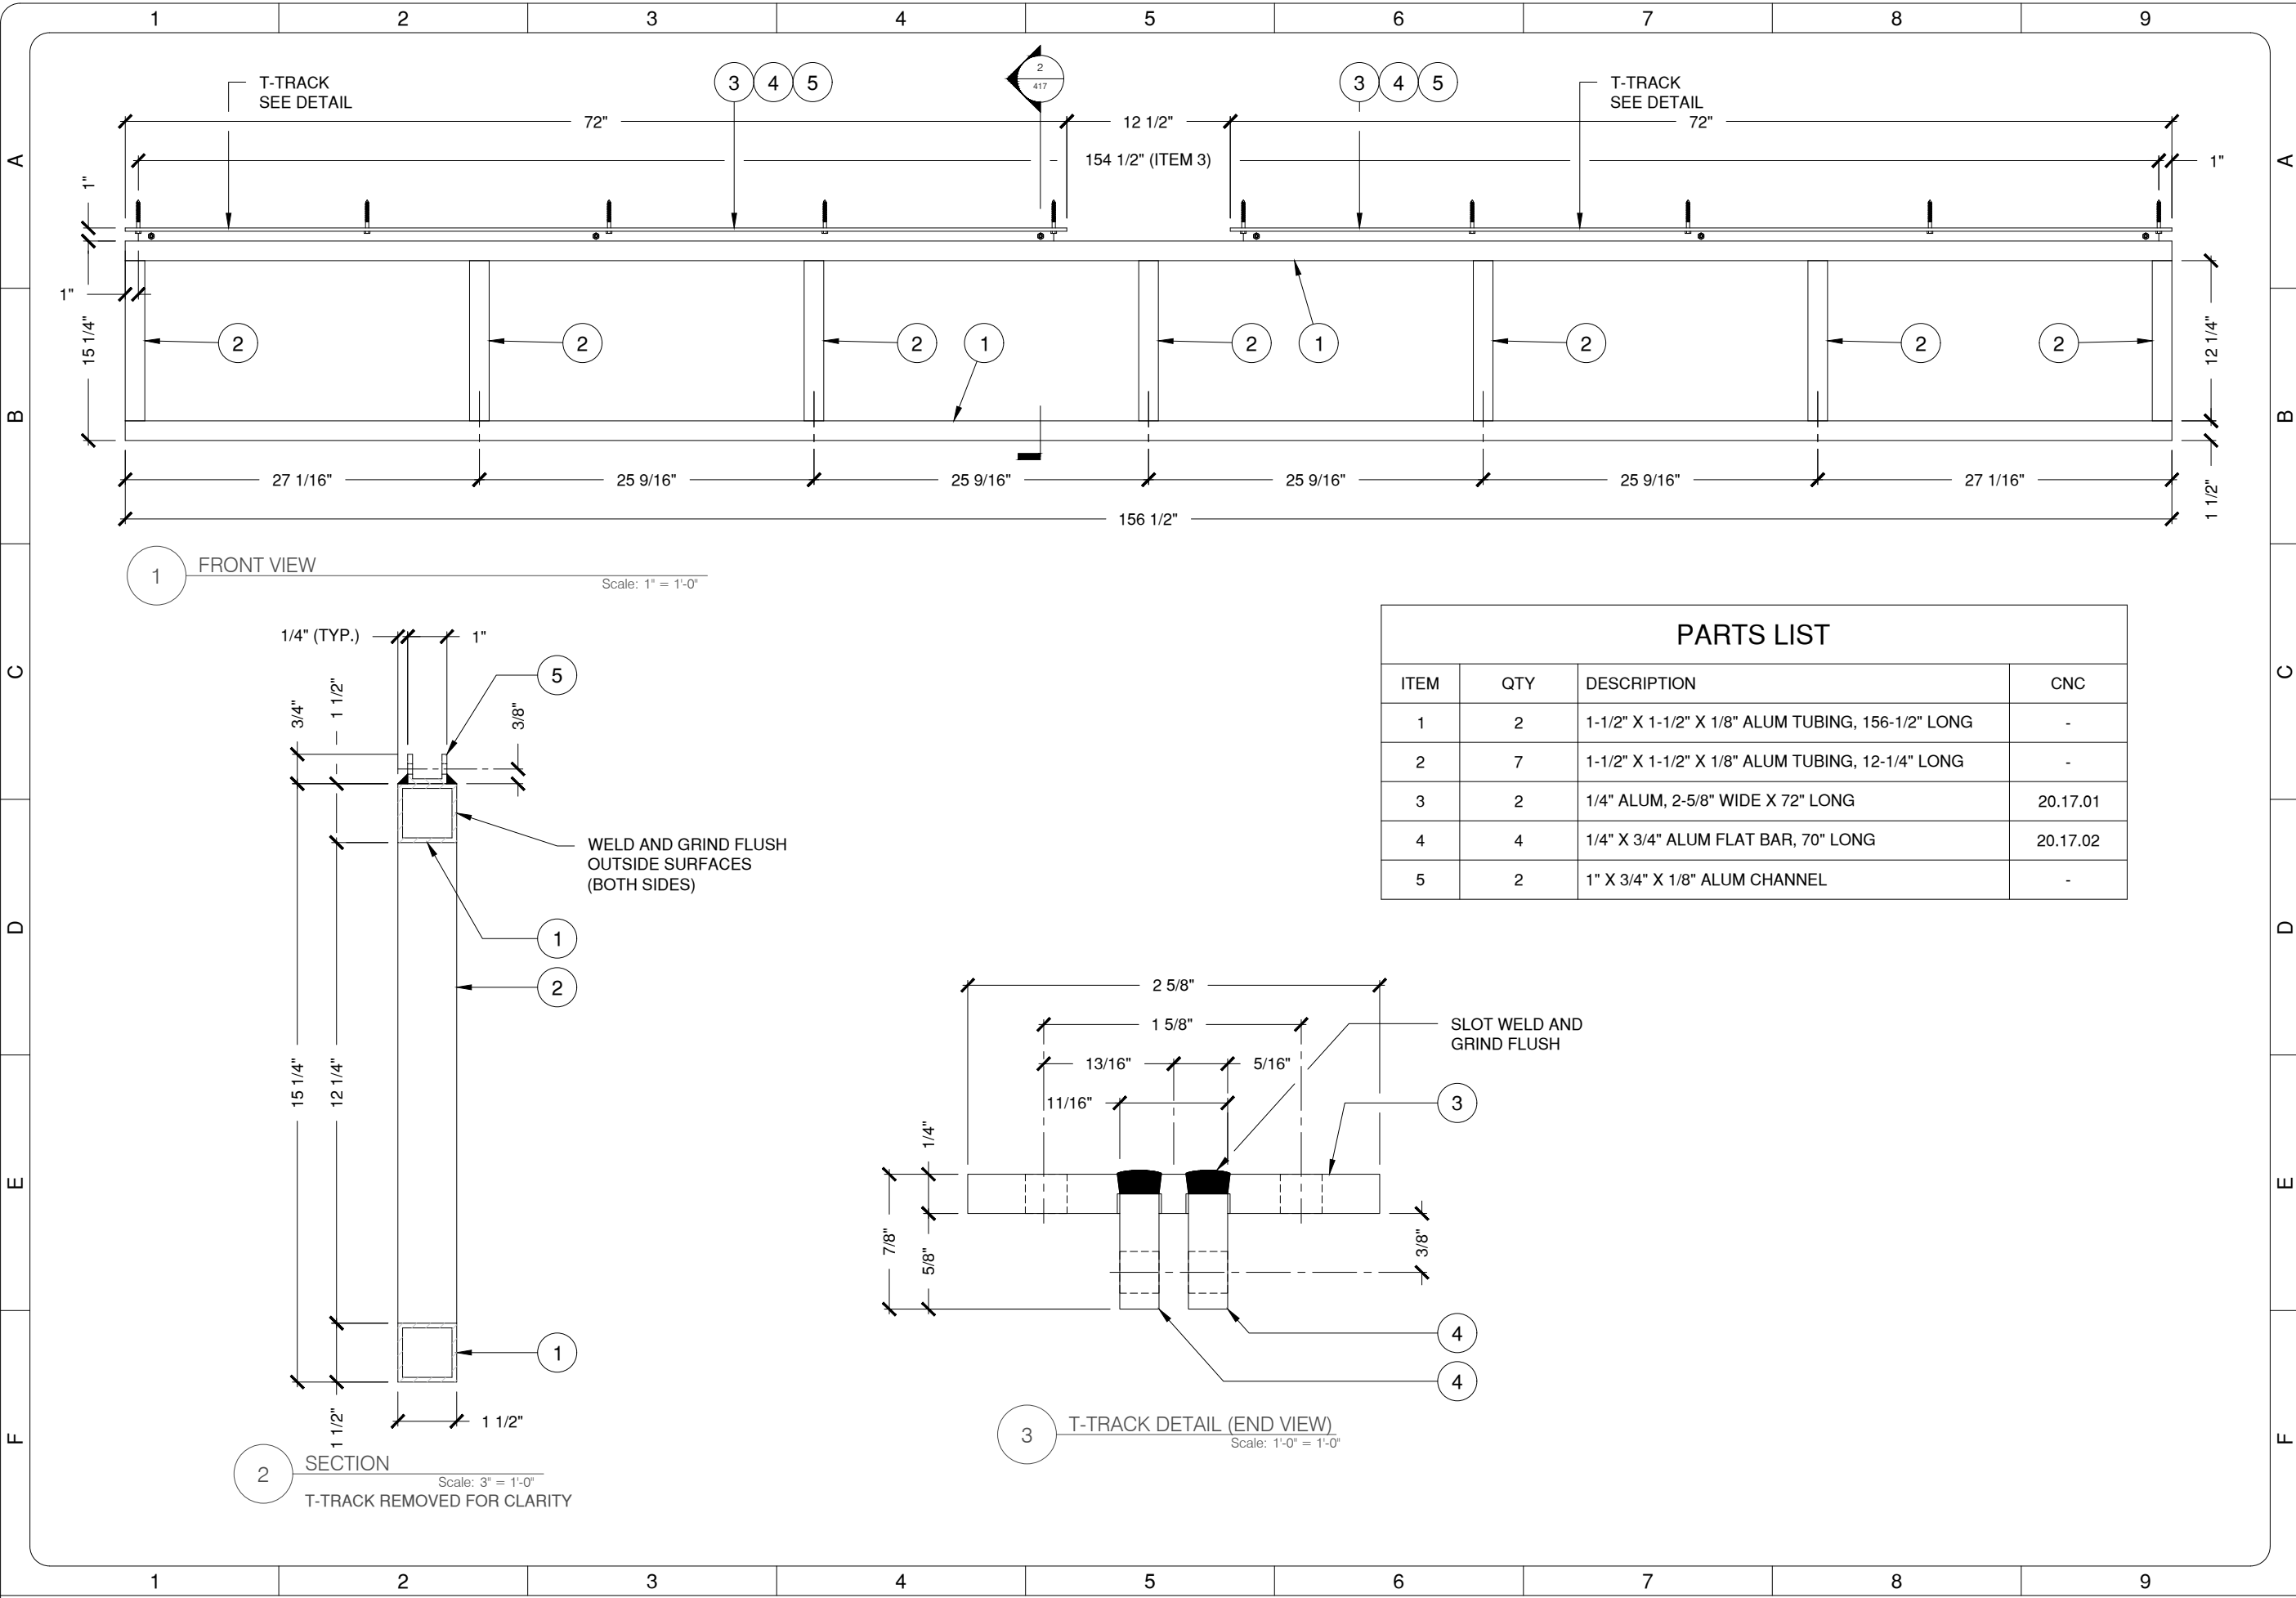 1 2 3 4 5 6 7 8 9
A
B
C
D
E
F
A
B
C
D
E
F
T-TRACK
SEE DETAIL
3 4 5
2
417
3 4 5
T-TRACK
SEE DETAIL
72" 12 1/2" 72"
154 1/2" (ITEM 3)
1"
1"
1"
15 1/4"
12 1/4"
1 1/2"
2 2 2 1 2 1 2 2 2
27 1/16" 25 9/16" 25 9/16" 25 9/16" 25 9/16" 27 1/16"
156 1/2"
1 FRONT VIEW
Scale: 1" = 1'-0"
1/4" (TYP.) 1"
5
3/4"
1 1/2"
3/8"
WELD AND GRIND FLUSH
OUTSIDE SURFACES
(BOTH SIDES)
1
2
15 1/4"
12 1/4"
1
1 1/2"
1 1/2"
2 SECTION
Scale: 3" = 1'-0"
T-TRACK REMOVED FOR CLARITY
PARTS LIST
ITEM QTY DESCRIPTION CNC
1 2 1-1/2" X 1-1/2" X 1/8" ALUM TUBING, 156-1/2" LONG -
2 7 1-1/2" X 1-1/2" X 1/8" ALUM TUBING, 12-1/4" LONG -
3 2 1/4" ALUM, 2-5/8" WIDE X 72" LONG 20.17.01
4 4 1/4" X 3/4" ALUM FLAT BAR, 70" LONG 20.17.02
5 2 1" X 3/4" X 1/8" ALUM CHANNEL -
2 5/8"
1 5/8"
13/16" 5/16"
11/16"
SLOT WELD AND
GRIND FLUSH
3
1/4"
7/8"
5/8"
3/8"
4
4
3 T-TRACK DETAIL (END VIEW)
Scale: 1'-0" = 1'-0"
1 2 3 4 5 6 7 8 9